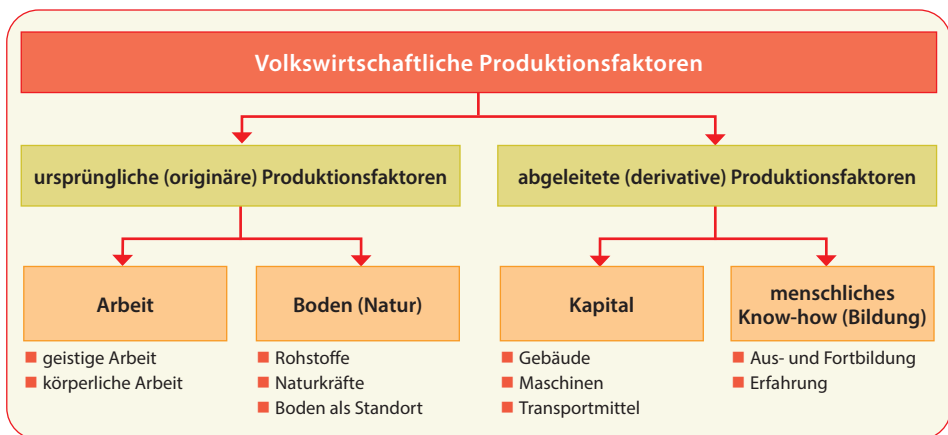 Volkswirtschaftliche Produktionsfaktoren
ursprüngliche (originäre) Produktionsfaktoren
abgeleitete (derivative) Produktionsfaktoren
Arbeit
geistige Arbeit
körperliche Arbeit
Boden (Natur)
Rohstoffe
Naturkräfte
Boden als Standort
Kapital
Gebäude
Maschinen
Transportmittel
menschliches
Know-how (Bildung)
Aus- und Fortbildung
Erfahrung